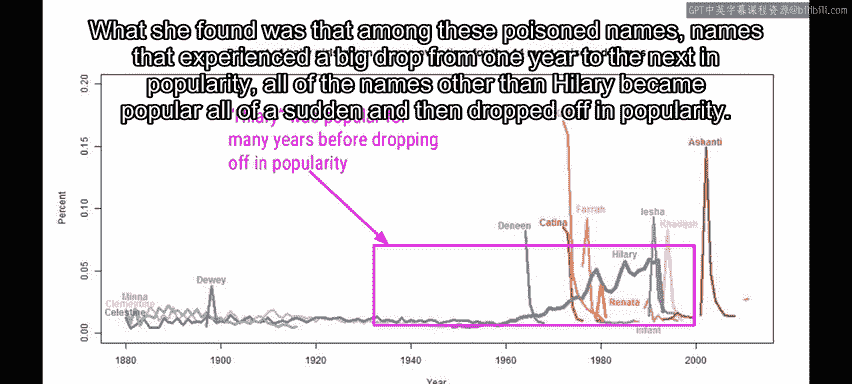 GPT中英字幕课程资源@bilibili.com
What she found was that among these poisoned names, names
that experienced a big drop from one year to the next in
popularity, all of the names other than Hilary became
popular all of a sudden and then dropped off in popularity.
many years before dropping
off in popularity
0.20
0.15
0.10
0.05
0.00
Percent
Ashanti
Farrah
Iesha
Deneen
Catina
Khadijah
Hilary
Dewey
Minna
Clementine
Celestine
Renata
Infant
1880
1900
1920
1940
1960
1980
2000
Year